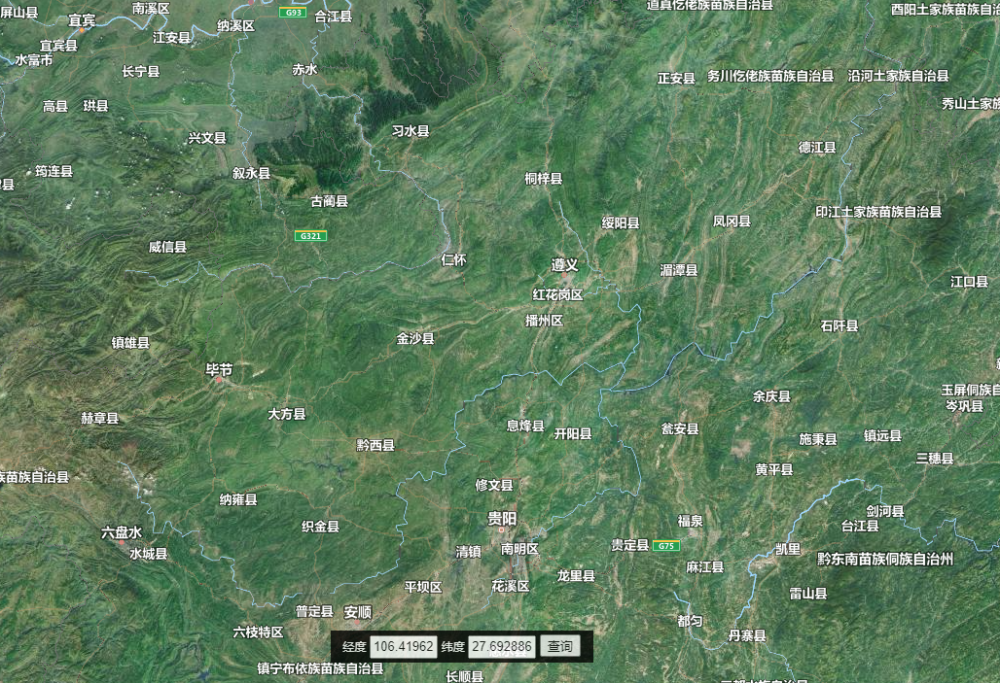 屏山县
南溪区
G93
合江县
道真仡佬族苗族自治县
酉阳土家族苗族自治
宜宾
纳溪区
江安县
宜宾县
水富市
长宁县
赤水
正安县
务川仡佬族苗族自治县
沿河土家族自治县
高县
珙县
秀山土家族
习水县
兴文县
德江县
筠连县
叙永县
桐梓县
县
古蔺县
印江土家族苗族自治县
绥阳县
凤冈县
G321
威信县
仁怀
遵义
湄潭县
江口县
红花岗区
播州区
石阡县
金沙县
镇雄县
毕节
玉屏侗族自
余庆县
岑巩县
大方县
赫章县
息烽县
开阳县
瓮安县
施秉县
镇远县
黔西县
三穗县
黄平县
族苗族自治县
修文县
纳雍县
贵阳
剑河县
福泉
织金县
台江县
六盘水
水城县
清镇
南明区
贵定县
G75
凯里
黔东南苗族侗族自治州
麻江县
龙里县
平坝区
花溪区
雷山县
普定县
安顺
都匀
六枝特区
丹寨县
经度 106.41962 纬度 27.692886 查询
镇宁布依族苗族自治县
长顺县